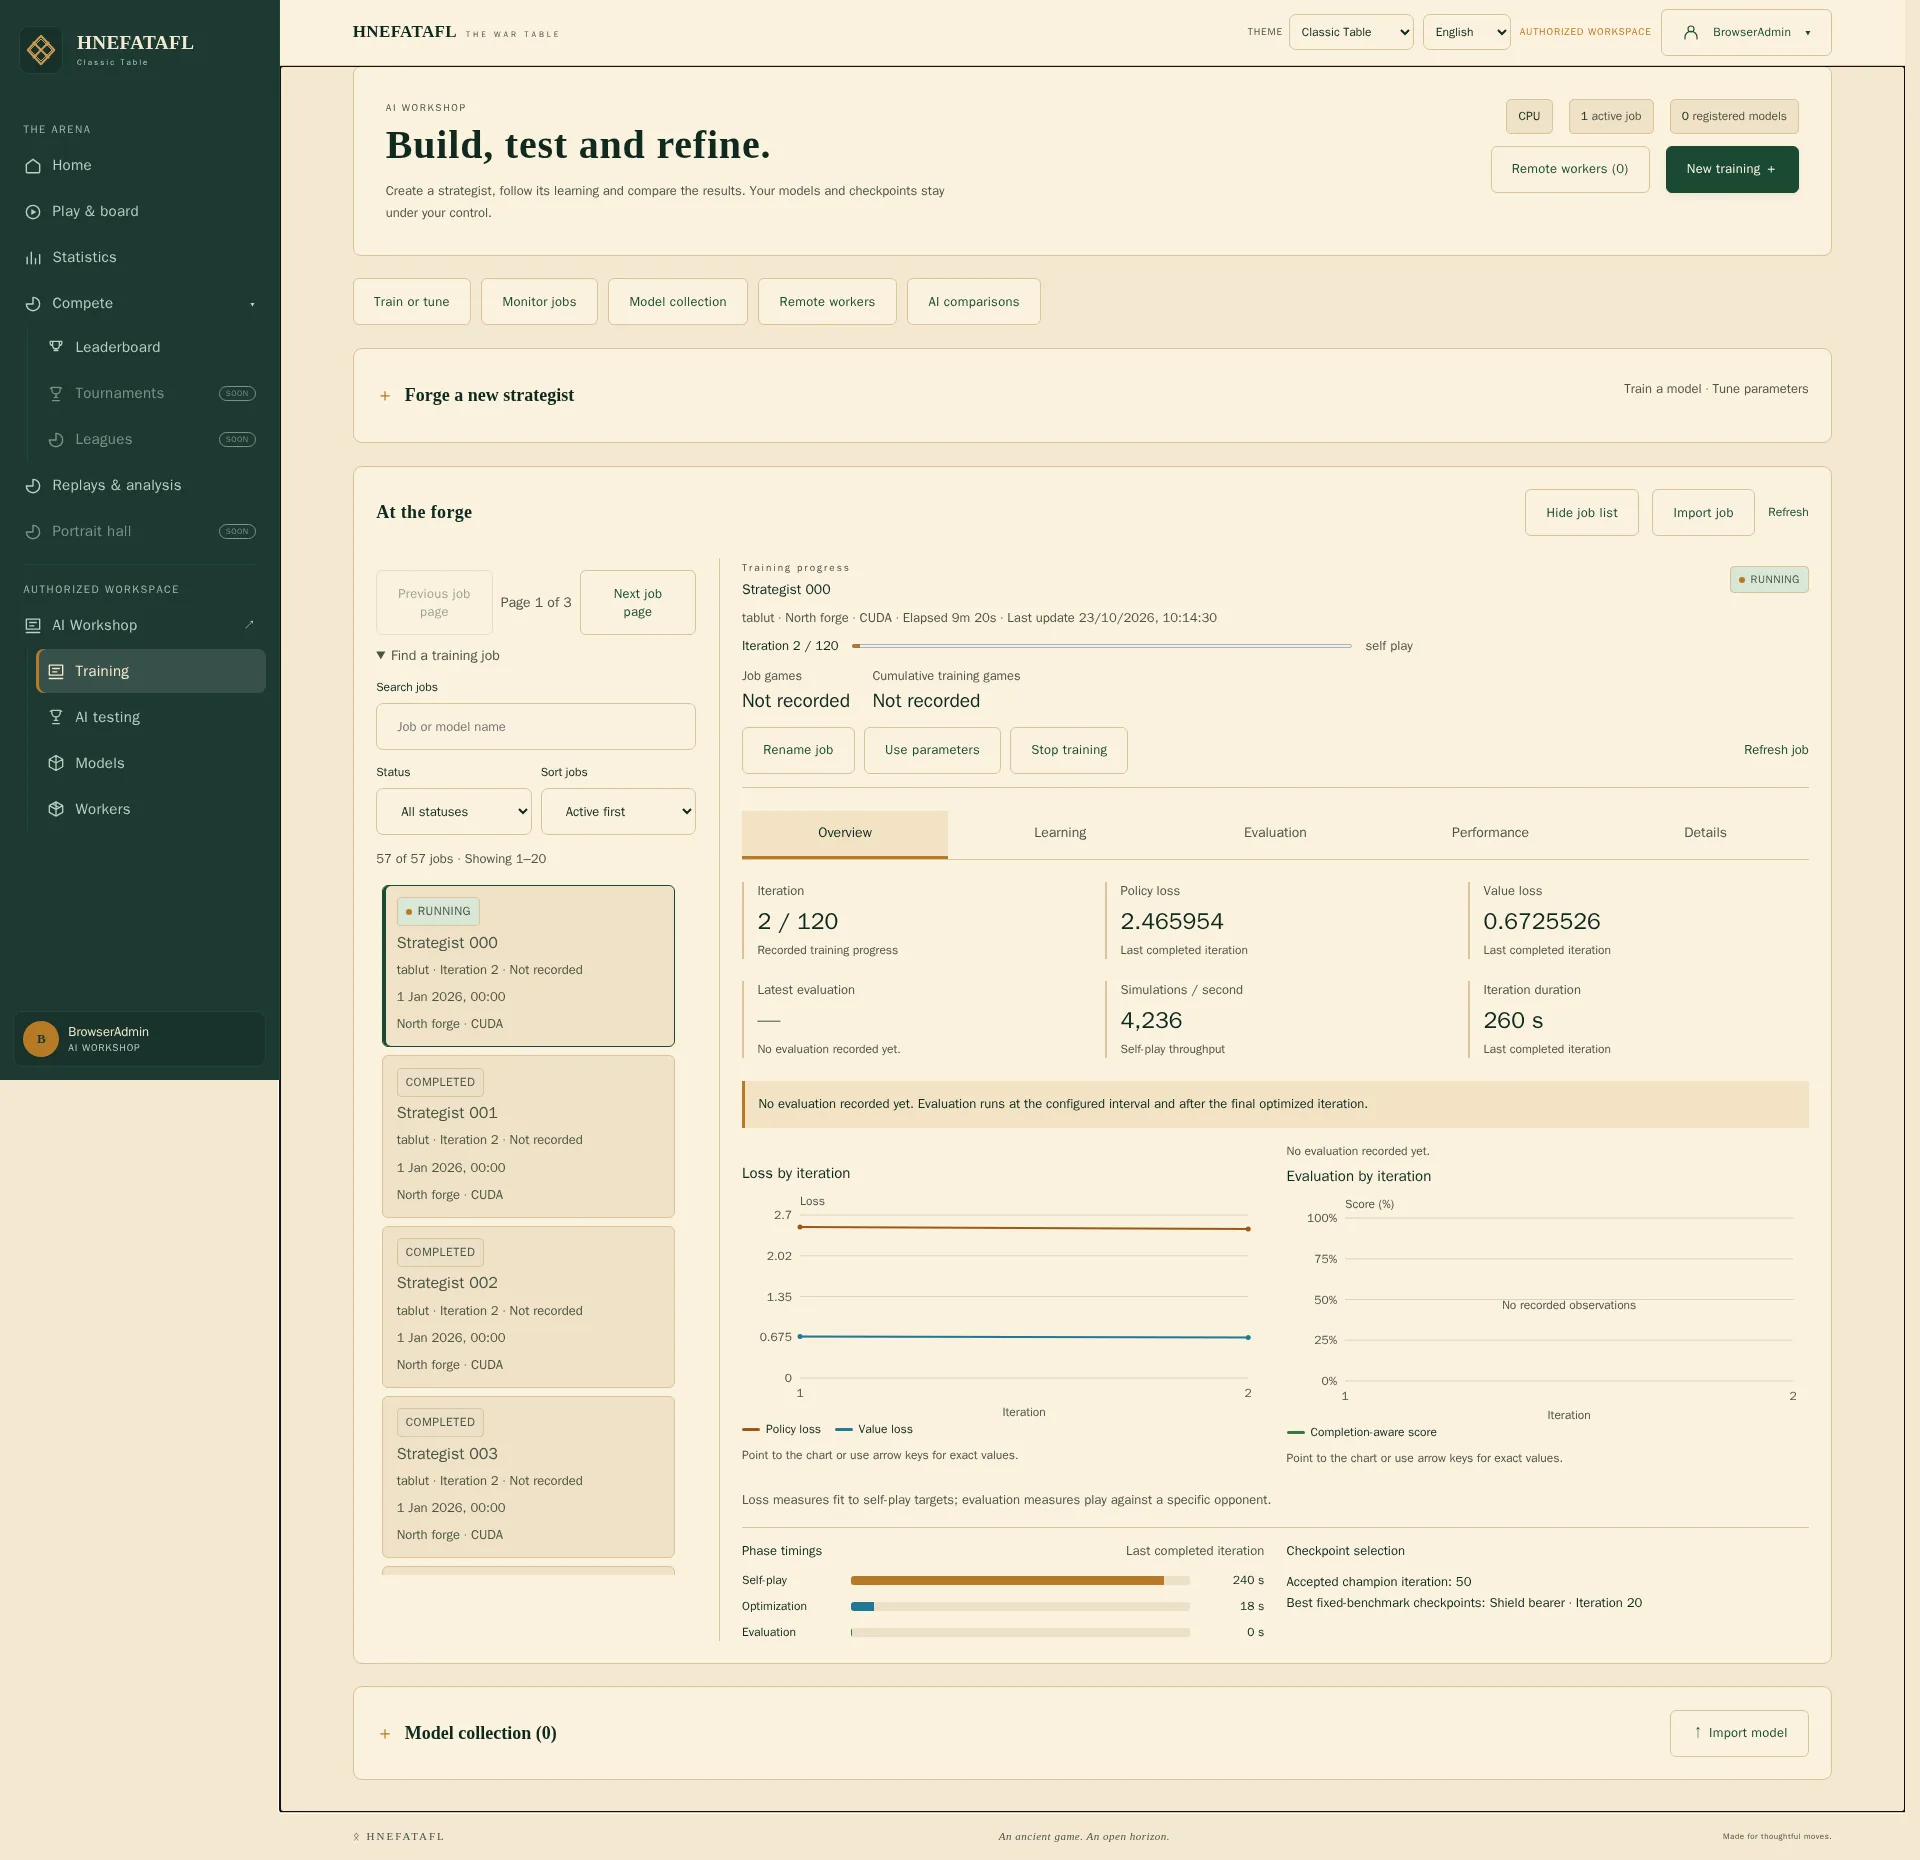 HNEFATAFL
Classic Table
THE ARENA
Home
Play & board
Statistics
Compete
Leaderboard
Tournaments SOON
Leagues SOON
Replays & analysis
Portrait hall SOON
AUTHORIZED WORKSPACE
AI Workshop
Training
AI testing
Models
Workers
B BrowserAdmin
AI WORKSHOP
HNEFATAFL THE WAR TABLE
THEME Classic Table English AUTHORIZED WORKSPACE BrowserAdmin
AI WORKSHOP
Build, test and refine.
Create a strategist, follow its learning and compare the results. Your models and checkpoints stay
under your control.
CPU 1 active job 0 registered models
Remote workers (0) New training +
Train or tune Monitor jobs Model collection Remote workers AI comparisons
+ Forge a new strategist Train a model · Tune parameters
At the forge Hide job list Import job Refresh
Previous job
page
Page 1 of 3
Next job
page
Find a training job
Search jobs
Job or model name
Status Sort jobs
All statuses Active first
57 of 57 jobs · Showing 1–20
RUNNING
Strategist 000
tablut · Iteration 2 · Not recorded
1 Jan 2026, 00:00
North forge · CUDA
COMPLETED
Strategist 001
tablut · Iteration 2 · Not recorded
1 Jan 2026, 00:00
North forge · CUDA
COMPLETED
Strategist 002
tablut · Iteration 2 · Not recorded
1 Jan 2026, 00:00
North forge · CUDA
COMPLETED
Strategist 003
tablut · Iteration 2 · Not recorded
1 Jan 2026, 00:00
North forge · CUDA
Training progress
Strategist 000 RUNNING
tablut · North forge · CUDA · Elapsed 9m 20s · Last update 23/10/2026, 10:14:30
Iteration 2 / 120 self play
Job games Cumulative training games
Not recorded Not recorded
Rename job Use parameters Stop training Refresh job
Overview Learning Evaluation Performance Details
Iteration Policy loss Value loss
2 / 120 2.465954 0.6725526
Recorded training progress Last completed iteration Last completed iteration
Latest evaluation Simulations / second Iteration duration
— 4,236 260 s
No evaluation recorded yet. Self-play throughput Last completed iteration
No evaluation recorded yet. Evaluation runs at the configured interval and after the final optimized iteration.
Loss by iteration
Loss
2.7
2.02
1.35
0.675
0
1 2
Iteration
Policy loss Value loss
Point to the chart or use arrow keys for exact values.
No evaluation recorded yet.
Evaluation by iteration
Score (%)
100%
75%
50%
No recorded observations
25%
0%
1 2
Iteration
Completion-aware score
Point to the chart or use arrow keys for exact values.
Loss measures fit to self-play targets; evaluation measures play against a specific opponent.
Phase timings Last completed iteration
Self-play 240 s
Optimization 18 s
Evaluation 0 s
Checkpoint selection
Accepted champion iteration: 50
Best fixed-benchmark checkpoints: Shield bearer · Iteration 20
+ Model collection (0) ↑ Import model
HNEFATAFL An ancient game. An open horizon. Made for thoughtful moves.